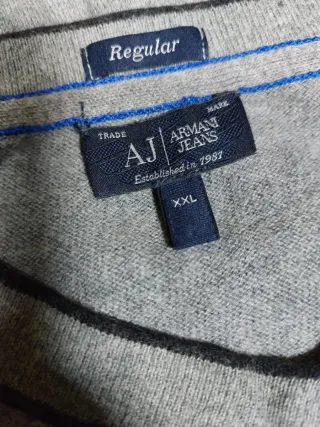 Regular
TRADE MARK
AJ ARMANI
JEANS
Established in 1981
XXL